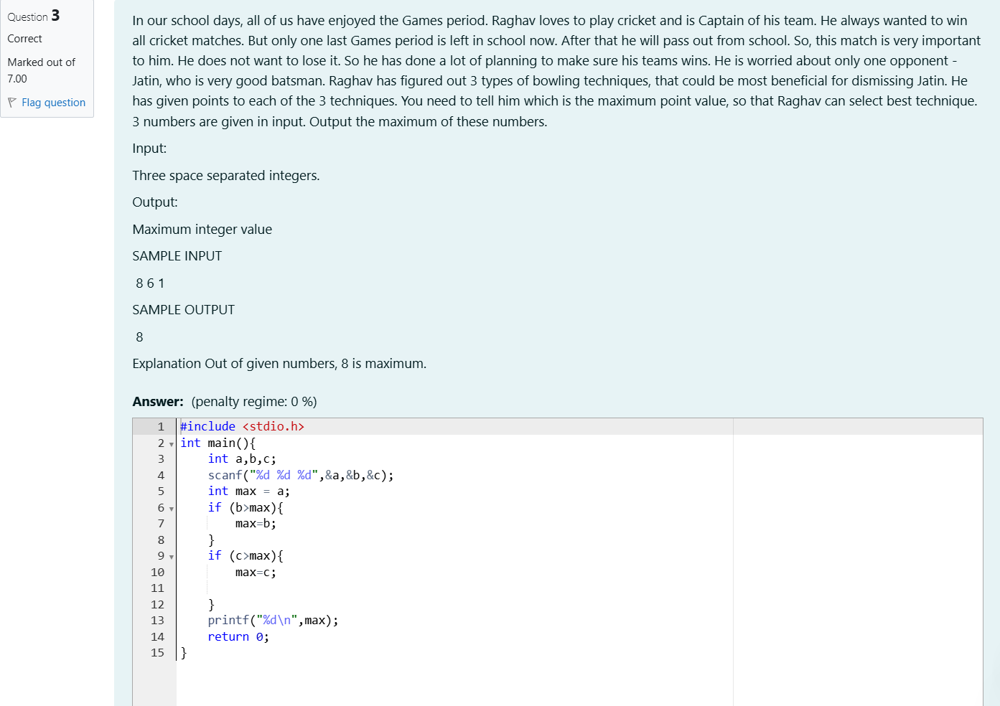 Question 3
Correct
Marked out of
7.00
Flag question
In our school days, all of us have enjoyed the Games period. Raghav loves to play cricket and is Captain of his team. He always wanted to win
all cricket matches. But only one last Games period is left in school now. After that he will pass out from school. So, this match is very important
to him. He does not want to lose it. So he has done a lot of planning to make sure his teams wins. He is worried about only one opponent -
Jatin, who is very good batsman. Raghav has figured out 3 types of bowling techniques, that could be most beneficial for dismissing Jatin. He
has given points to each of the 3 techniques. You need to tell him which is the maximum point value, so that Raghav can select best technique.
3 numbers are given in input. Output the maximum of these numbers.
Input:
Three space separated integers.
Output:
Maximum integer value
SAMPLE INPUT
8 6 1
SAMPLE OUTPUT
8
Explanation Out of given numbers, 8 is maximum.
Answer: (penalty regime: 0 %)
1 #include <stdio.h>
2 int main(){
3 int a,b,c;
4 scanf("%d %d %d",&a,&b,&c);
5 int max = a;
6 if (b>max){
7 max=b;
8 }
9 if (c>max){
10 max=c;
11
12 }
13 printf("%d\n",max);
14 return 0;
15 }